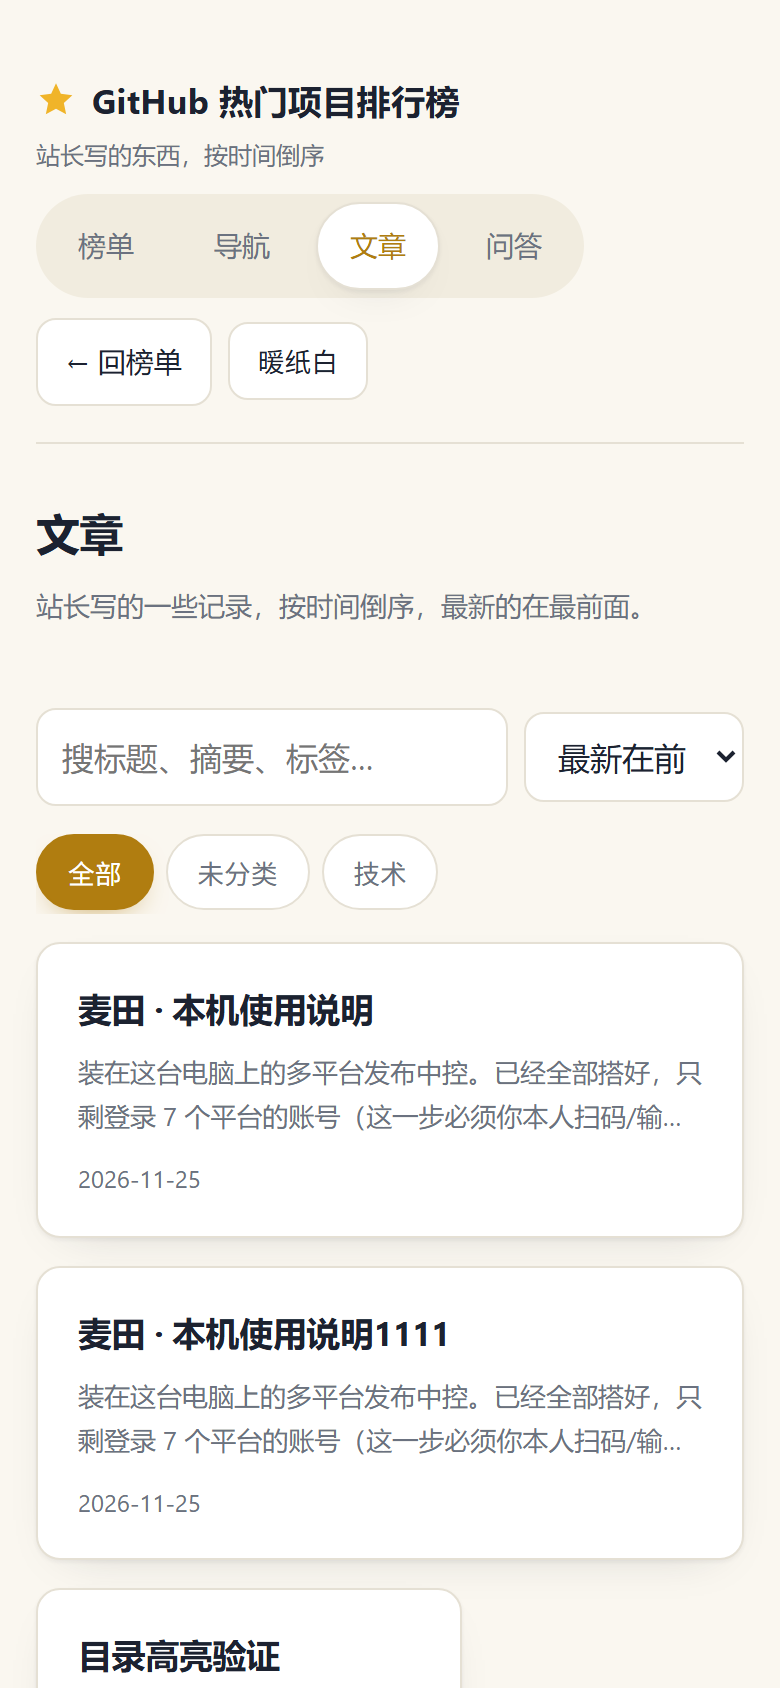 GitHub 热门项目排行榜
站长写的东西，按时间倒序
榜单 导航 文章 问答
← 回榜单 暖纸白
文章
站长写的一些记录，按时间倒序，最新的在最前面。
搜标题、摘要、标签... 最新在前
全部 未分类 技术
麦田 · 本机使用说明
装在这台电脑上的多平台发布中控。已经全部搭好，只
剩登录 7 个平台的账号（这一步必须你本人扫码/输...
2026-11-25
麦田 · 本机使用说明1111
装在这台电脑上的多平台发布中控。已经全部搭好，只
剩登录 7 个平台的账号（这一步必须你本人扫码/输...
2026-11-25
目录高亮验证